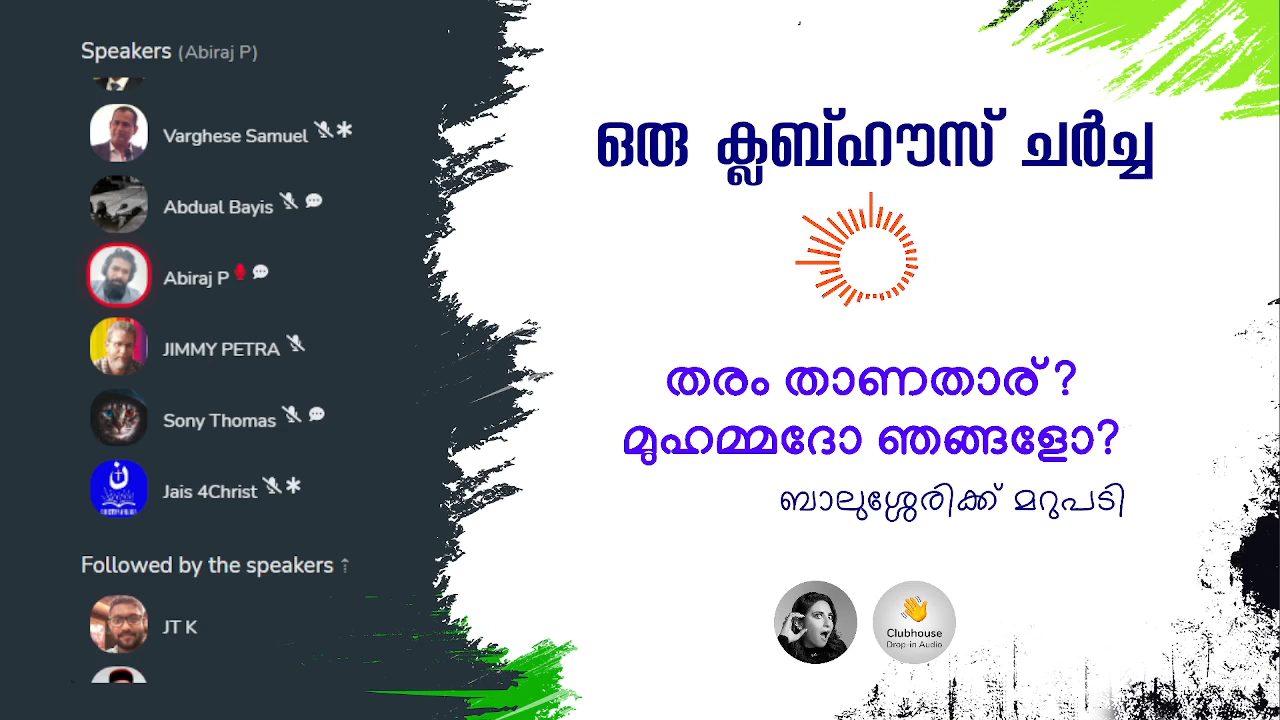 Speakers (Abiraj P)
Varghese Samuel
Abdual Bayis
Abiraj P
JIMMY PETRA
Sony Thomas
Jais 4Christ
Followed by the speakers
JT K
ഒരു ക്ലബ്ഹൗസ് ചർച്ച
തരം താണതാര് ?
മുഹമ്മദോ ഞങ്ങളോ?
ബാലുശ്ശേരിക്ക് മറുപടി
Clubhouse
Drop-in Audio